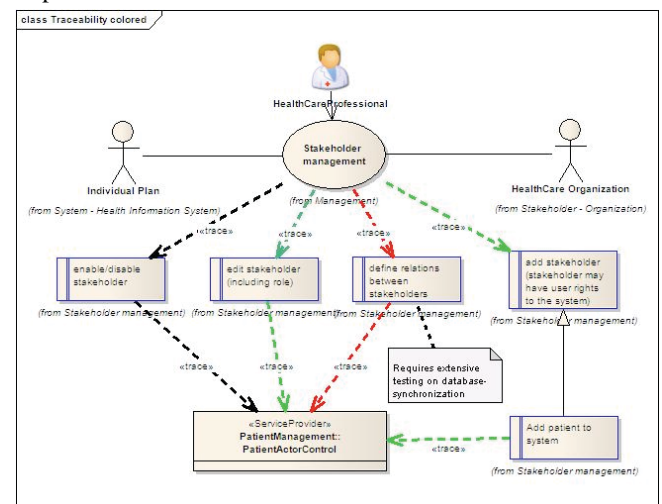 class Traceability colored
HealthCareProfessional
Stakeholder
management
Individual Plan
HealthCare Organization
(from System - Health Information System)
(from Management)
(from Stakeholder - Organization)
«trace»
«trace»
«trace»
«trace»
enable/disable
stakeholder
edit stakeholder
(including role)
define relations
between
stakeholders
add stakeholder
(stakeholder may
have user rights
to the system)
(from Stakeholder management)
(from Stakeholder management)
(from Stakeholder management)
(from Stakeholder management)
«trace»
«trace»
«trace»
Requires extensive
testing on database-
synchronization
«ServiceProvider»
PatientManagement::
PatientActorControl
Add patient to
system
«trace»
(from Stakeholder management)